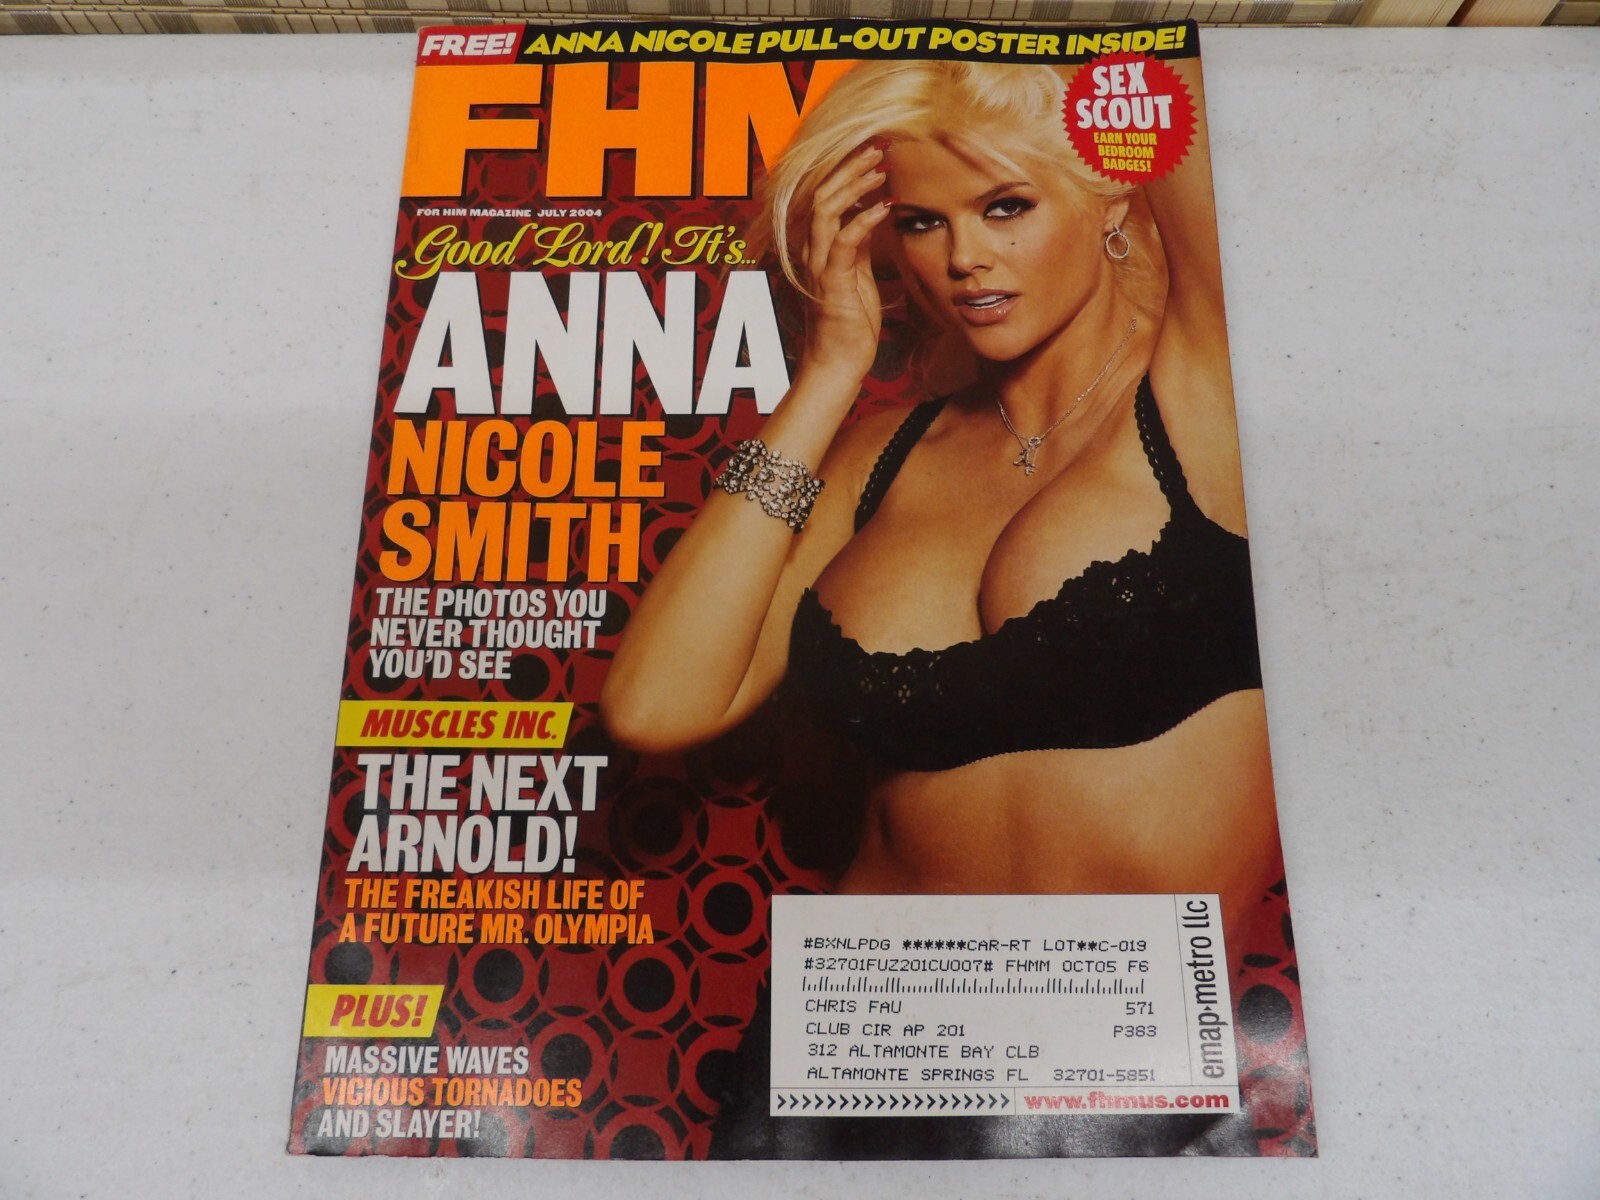 FREE! ANNA NICOLE PULL-OUT POSTER INSIDE!
FHM
SEX
SCOUT
EARN YOUR
BEDROOM
BADGES!
FOR HIM MAGAZINE JULY 2004
Good Lord! It's...
ANNA
NICOLE
SMITH
THE PHOTOS YOU
NEVER THOUGHT
YOU'D SEE
MUSCLES INC.
THE NEXT
ARNOLD!
THE FREAKISH LIFE OF
A FUTURE MR. OLYMPIA
PLUS!
MASSIVE WAVES
VICIOUS TORNADOES
AND SLAYER!
#BXNLPDG ******CAR-RT LOT**C-019
#32701FUZ201CU007# FHMM OCT05 F6
CHRIS FAU 571
CLUB CIR AP 201 P383
312 ALTAMONTE BAY CLB
ALTAMONTE SPRINGS FL 32701-5851
>>>>>>>>>>>>>>>>>>> www.fhmus.com
emap·metro llc